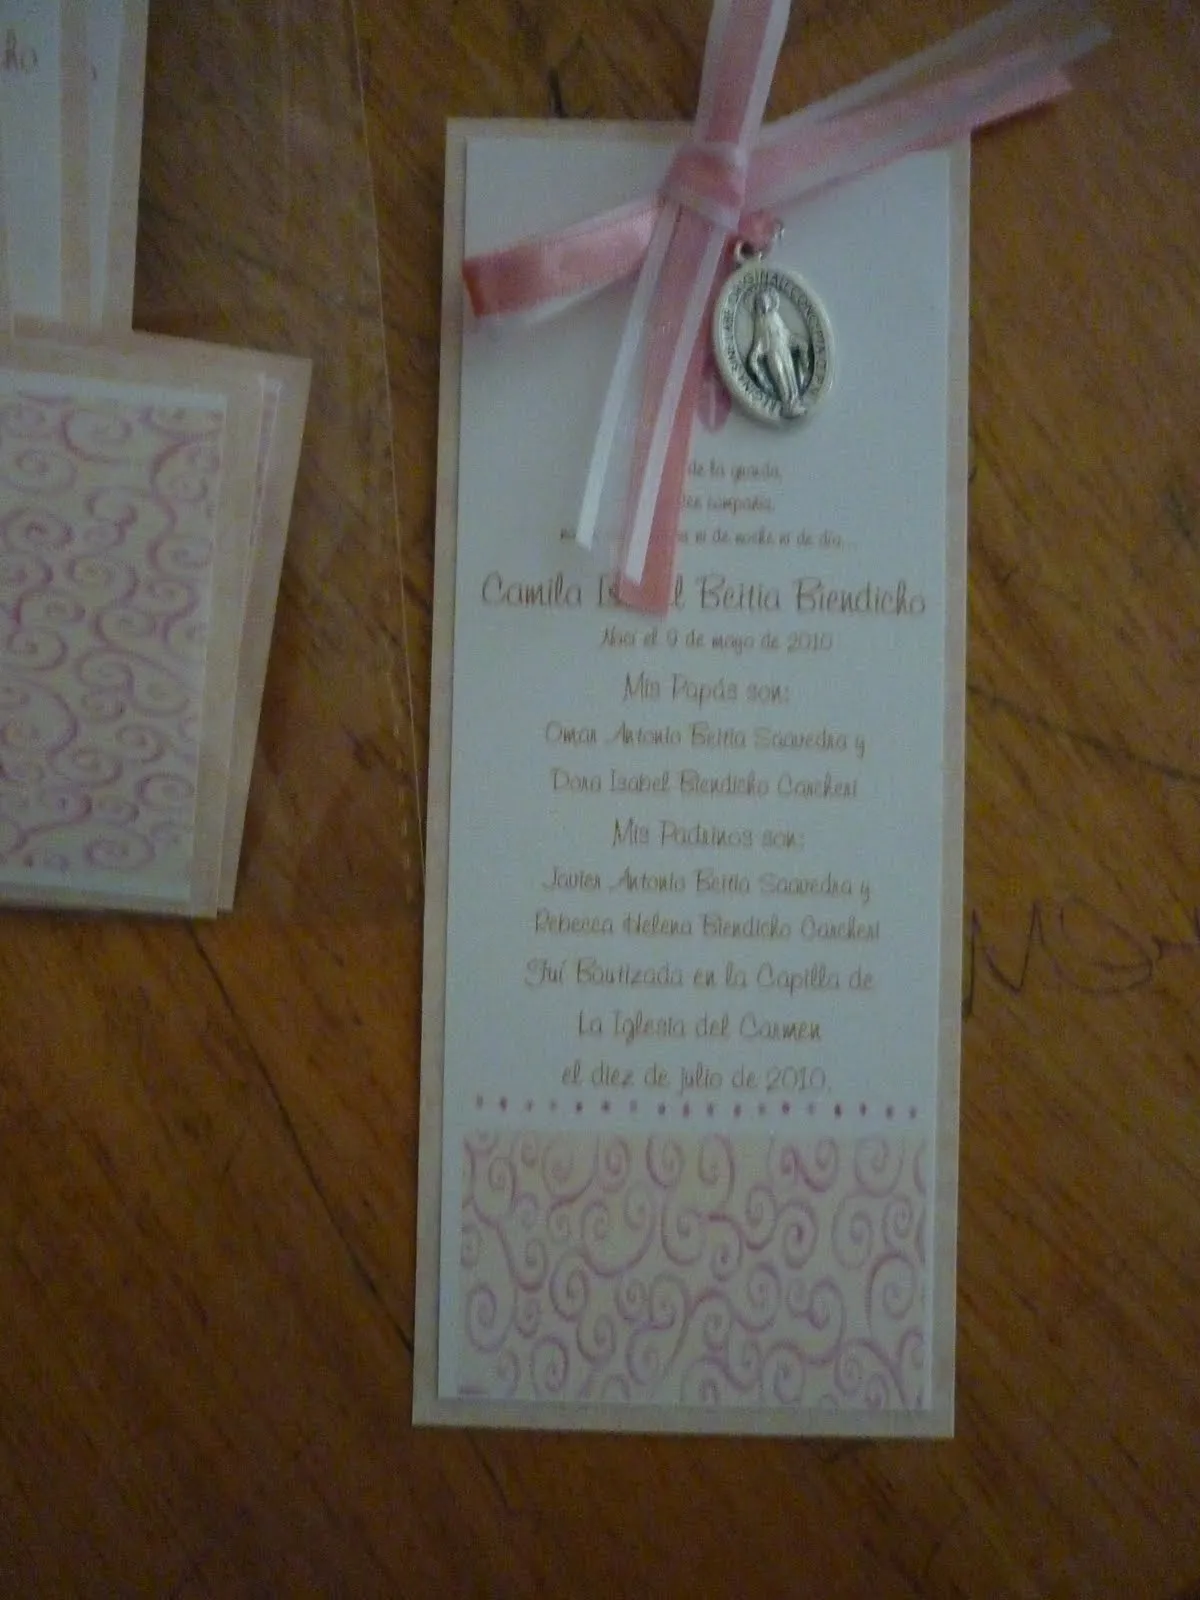 ho
de la guarda,
compañía,
ni de noche ni de día...
Camila Beitia Biendicho
Nací el 9 de mayo de 2010
Mis Papás son:
Omar Antonio Beitia Saavedra y
Dora Isabel Biendicho Carcheri
Mis Padrinos son:
Javier Antonio Beitia Saavedra y
Rebecca Helena Biendicho Carcheri
Fuí Bautizada en la Capilla de
La Iglesia del Carmen
el diez de julio de 2010.